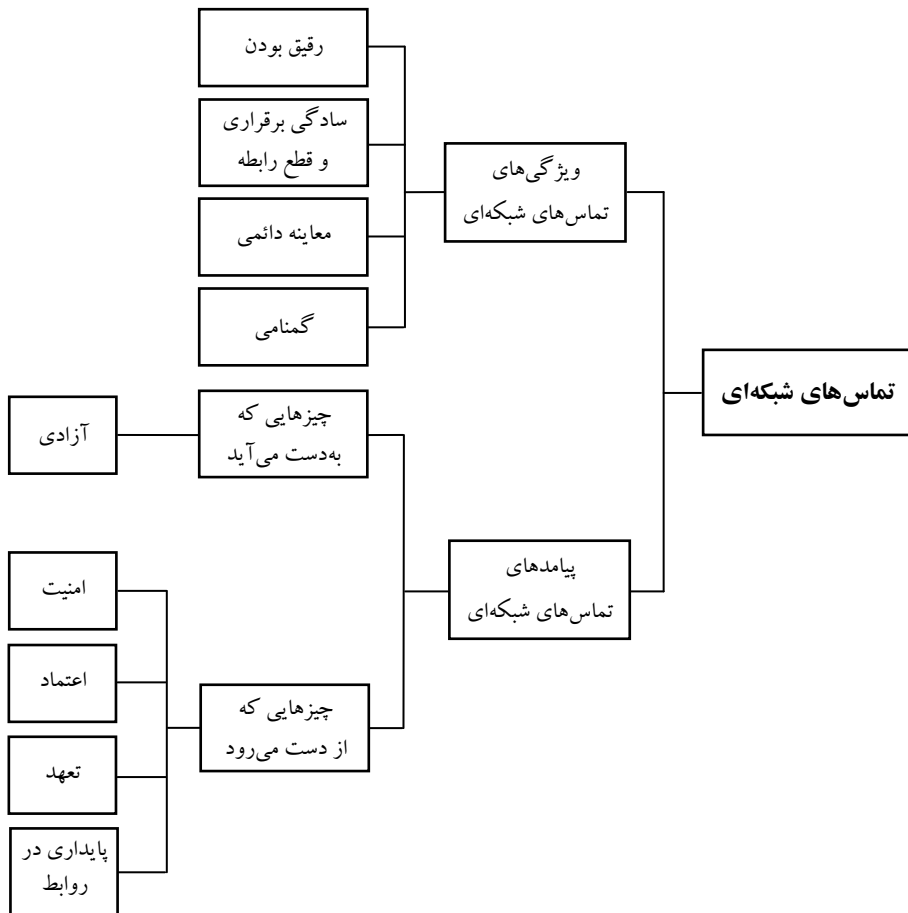 تماس‌های شبکه‌ای
ویژگی‌های
تماس‌های شبکه‌ای
رقیق بودن
سادگی برقراری
و قطع رابطه
معاینه دائمی
گمنامی
پیامدهای
تماس‌های شبکه‌ای
چیزهایی که
به‌دست می‌آید
آزادی
چیزهایی که
از دست می‌رود
امنیت
اعتماد
تعهد
پایداری در
روابط